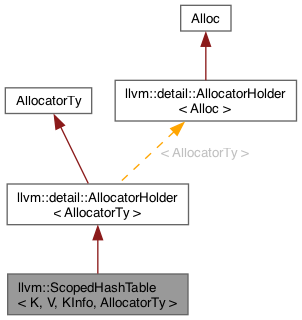 Alloc
llvm::detail::AllocatorHolder
< Alloc >
AllocatorTy
< AllocatorTy >
llvm::detail::AllocatorHolder
< AllocatorTy >
llvm::ScopedHashTable
< K, V, KInfo, AllocatorTy >